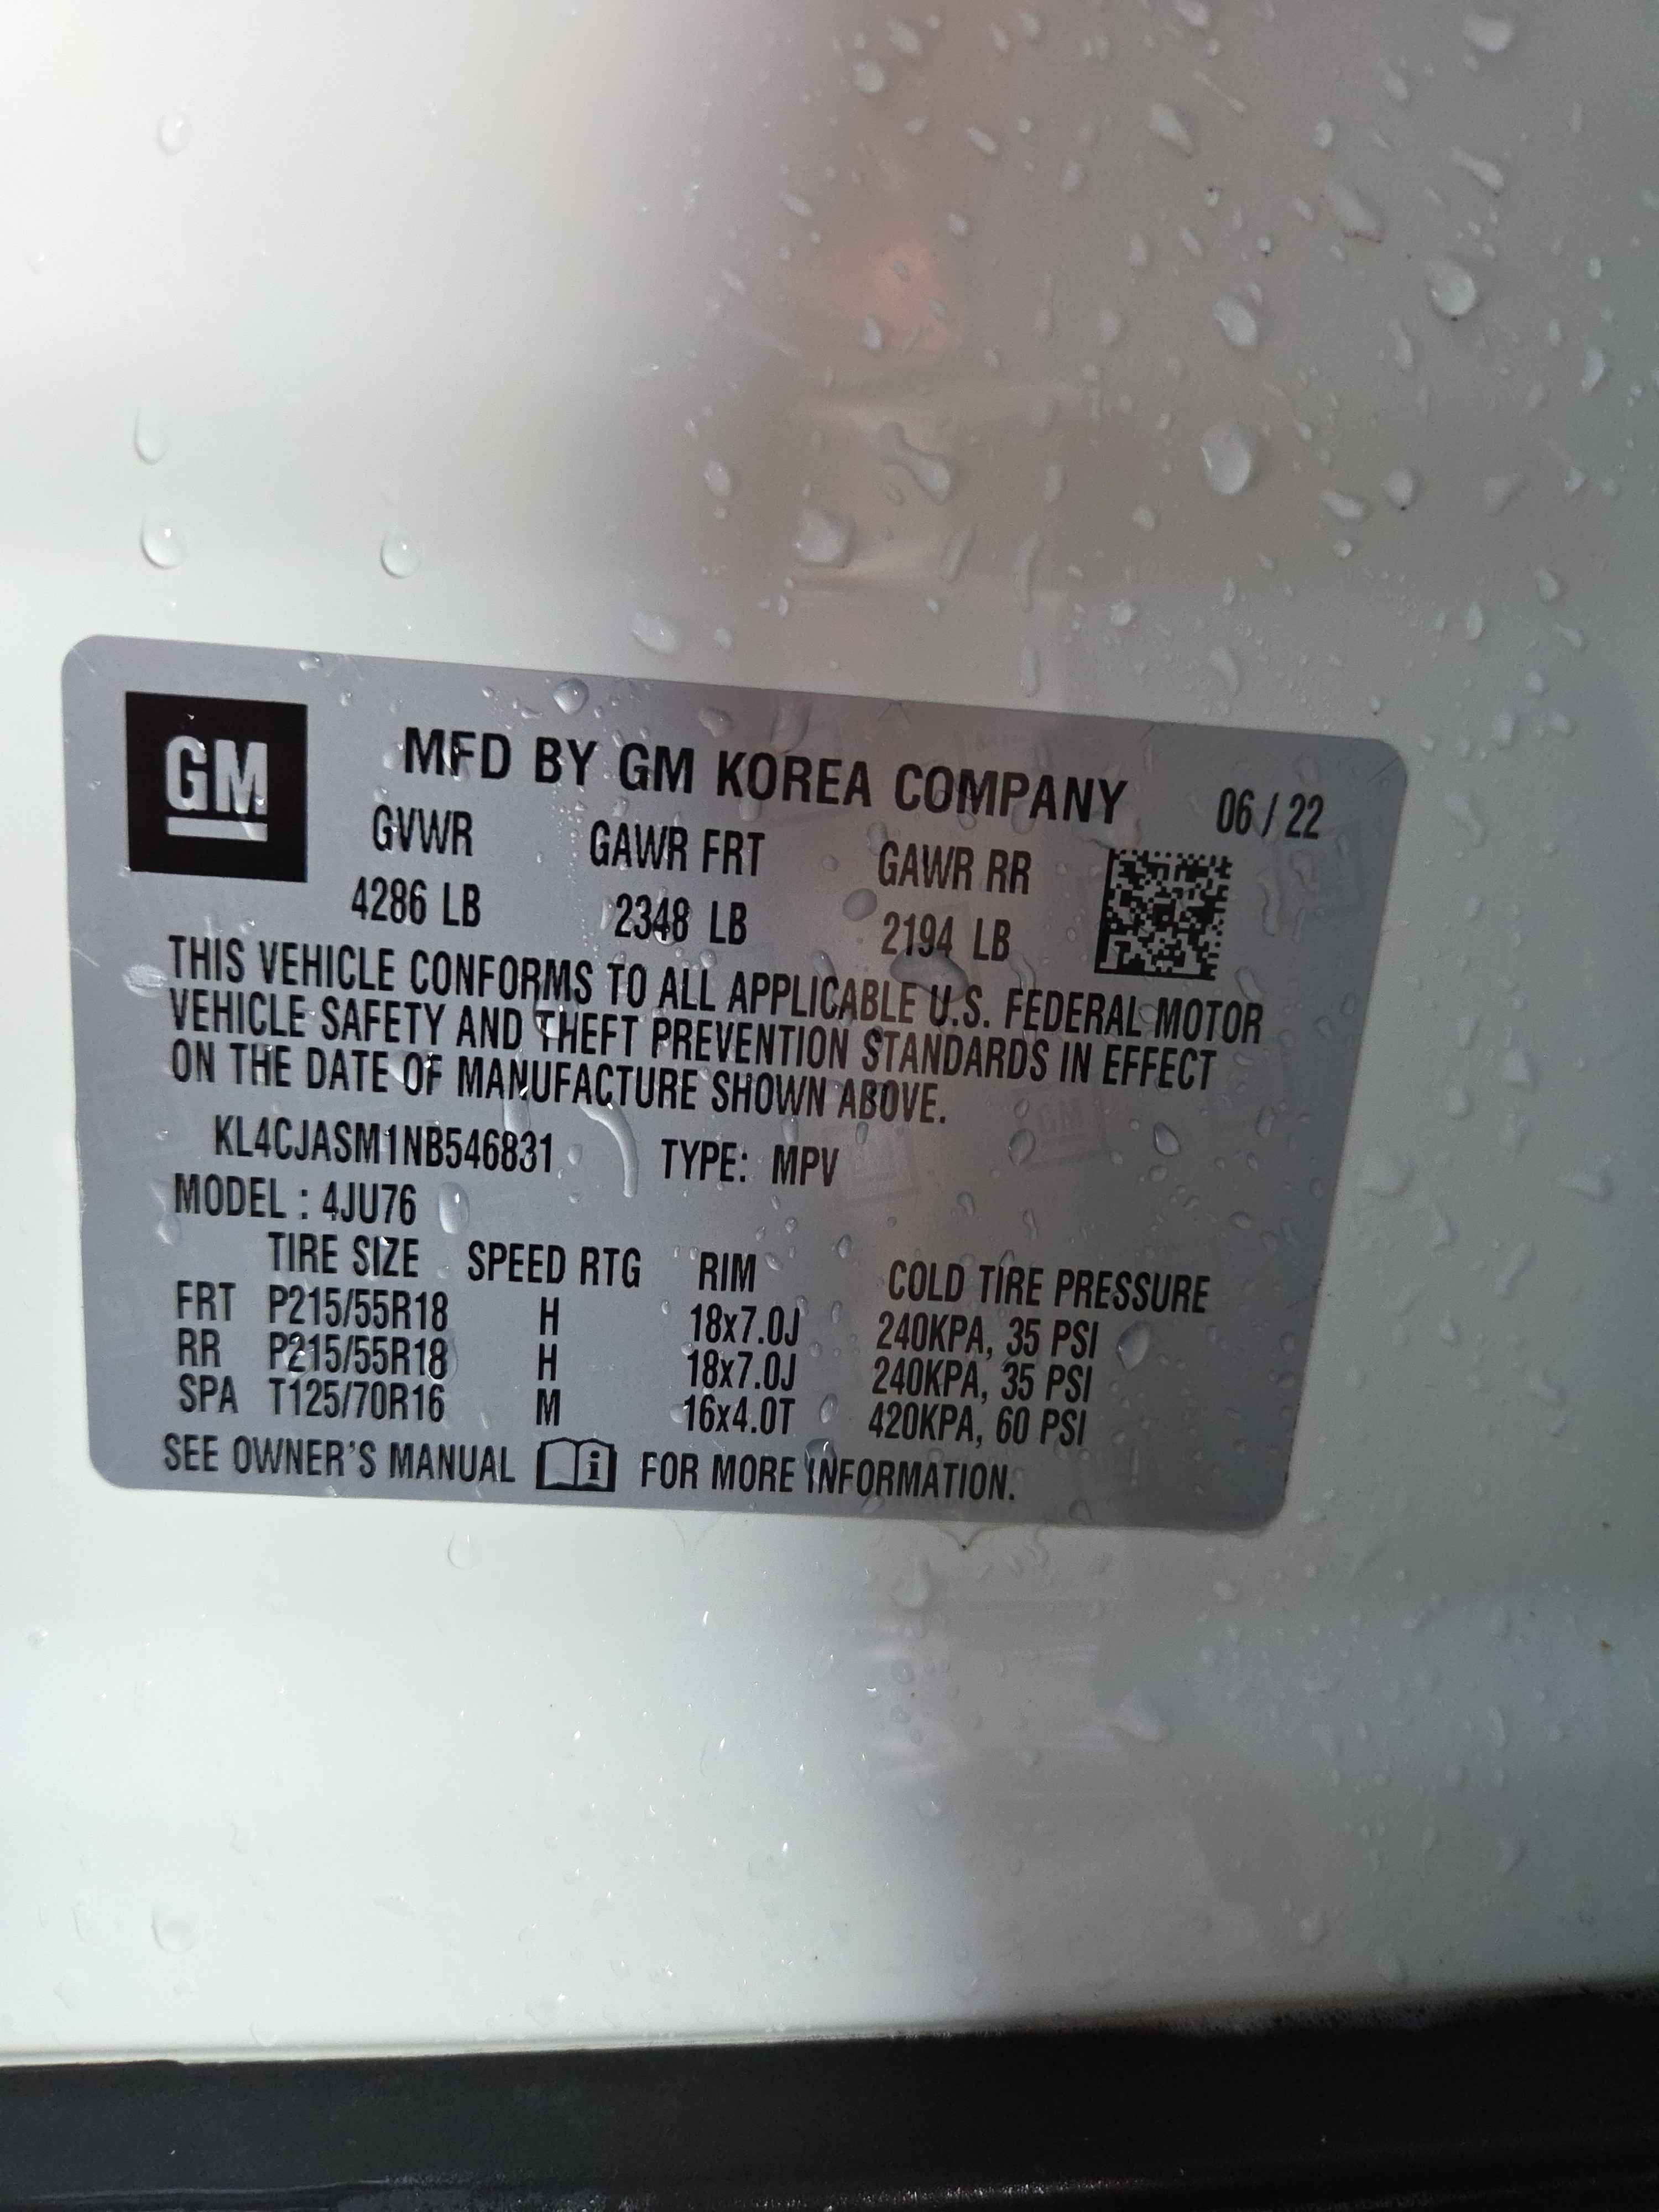 GM
MFD BY GM KOREA COMPANY 06 / 22
GVWR GAWR FRT GAWR RR
4286 LB 2348 LB 2194 LB
THIS VEHICLE CONFORMS TO ALL APPLICABLE U.S. FEDERAL MOTOR
VEHICLE SAFETY AND THEFT PREVENTION STANDARDS IN EFFECT
ON THE DATE OF MANUFACTURE SHOWN ABOVE.
KL4CJASM1NB546831 TYPE: MPV
MODEL : 4JU76
TIRE SIZE SPEED RTG RIM COLD TIRE PRESSURE
FRT P215/55R18 H 18x7.0J 240KPA, 35 PSI
RR P215/55R18 H 18x7.0J 240KPA, 35 PSI
SPA T125/70R16 M 16x4.0T 420KPA, 60 PSI
SEE OWNER'S MANUAL i FOR MORE INFORMATION.